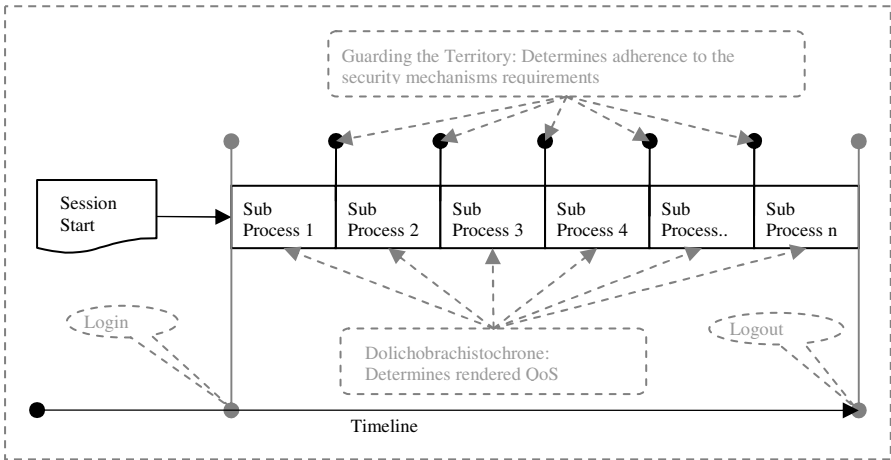 Guarding the Territory: Determines adherence to the
security mechanisms requirements
Session
Start
Sub
Process 1
Sub
Process 2
Sub
Process 3
Sub
Process 4
Sub
Process..
Sub
Process n
Login
Dolichobrachistochrone:
Determines rendered QoS
Logout
Timeline